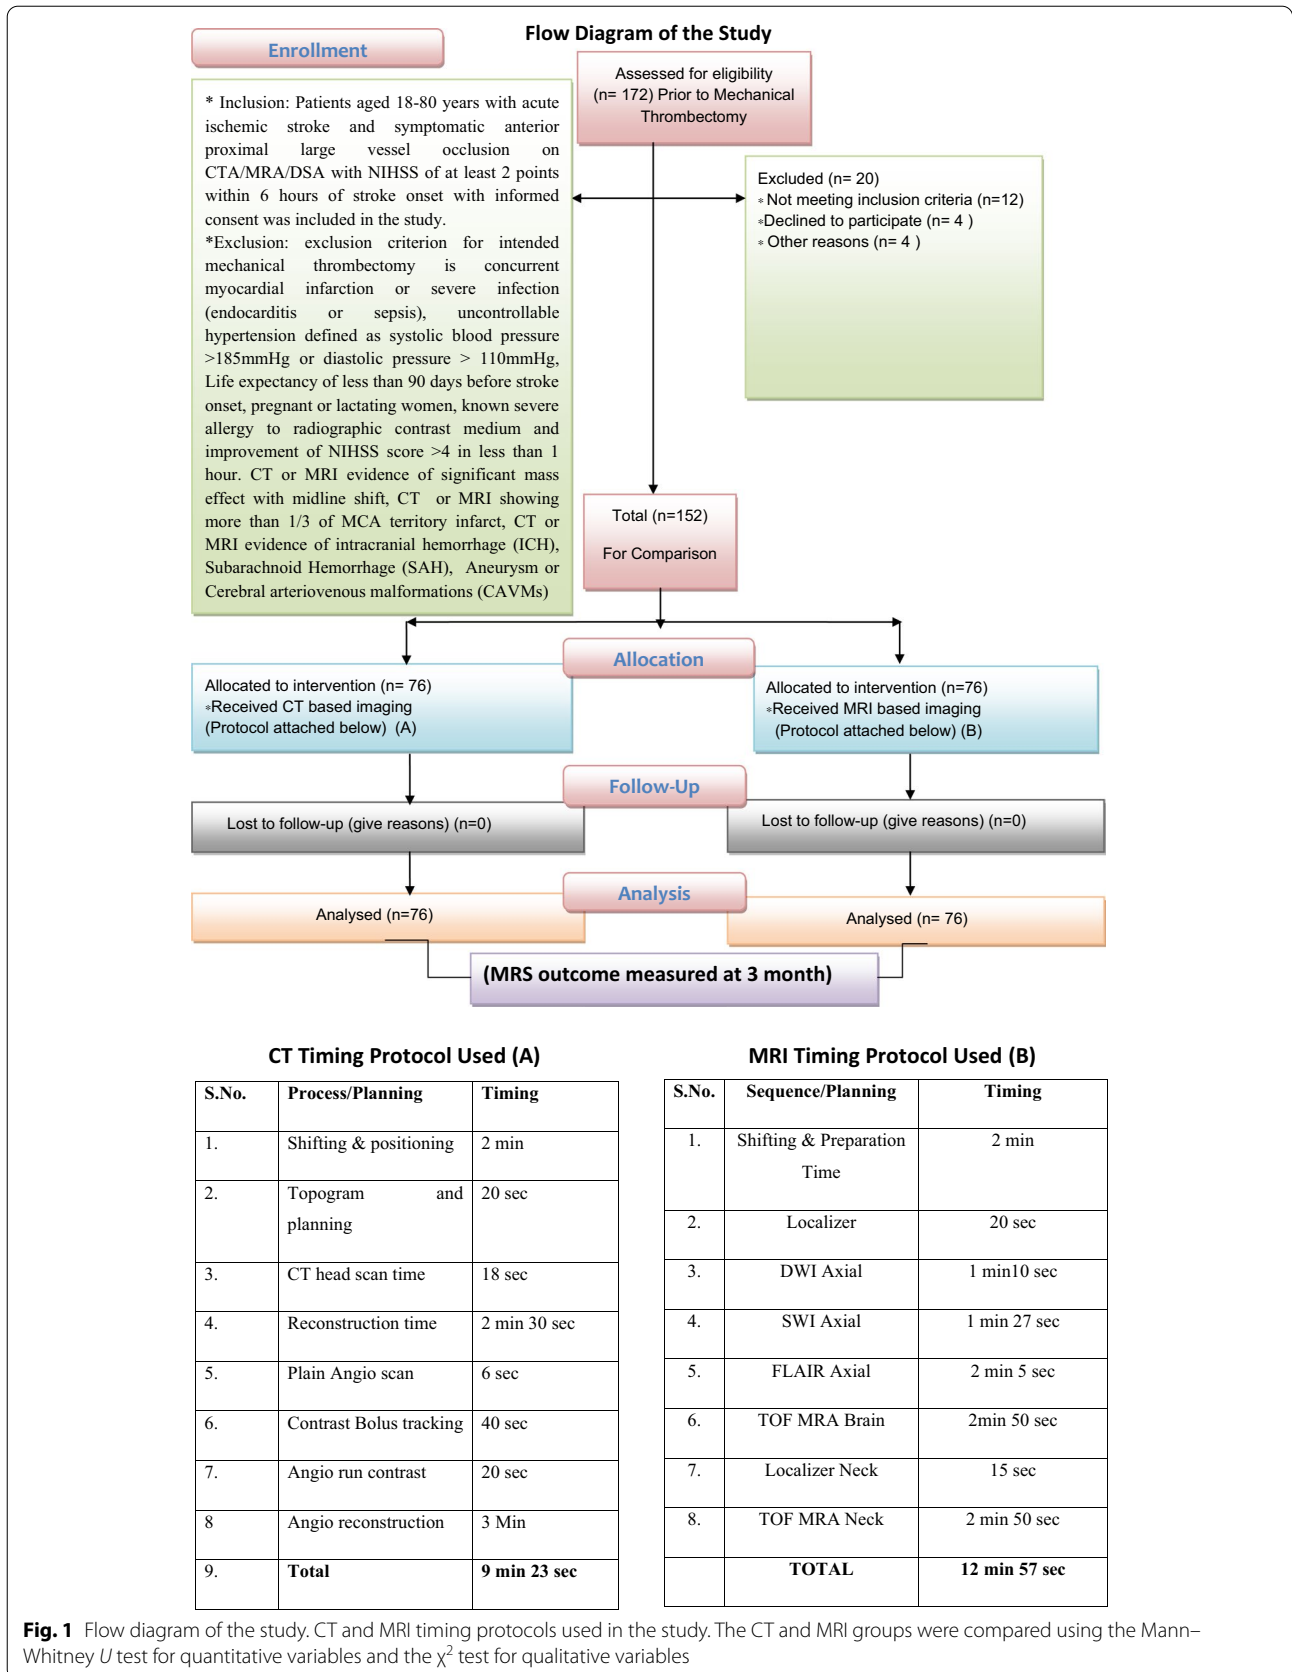 Flow Diagram of the Study
Enrollment
Assessed for eligibility
(n= 172) Prior to Mechanical
Thrombectomy
* Inclusion: Patients aged 18-80 years with acute
ischemic stroke and symptomatic anterior
proximal large vessel occlusion on
CTA/MRA/DSA with NIHSS of at least 2 points
within 6 hours of stroke onset with informed
consent was included in the study.
*Exclusion: exclusion criterion for intended
mechanical thrombectomy is concurrent
myocardial infarction or severe infection
(endocarditis or sepsis), uncontrollable
hypertension defined as systolic blood pressure
>185mmHg or diastolic pressure > 110mmHg,
Life expectancy of less than 90 days before stroke
onset, pregnant or lactating women, known severe
allergy to radiographic contrast medium and
improvement of NIHSS score >4 in less than 1
hour. CT or MRI evidence of significant mass
effect with midline shift, CT or MRI showing
more than 1/3 of MCA territory infarct, CT or
MRI evidence of intracranial hemorrhage (ICH),
Subarachnoid Hemorrhage (SAH), Aneurysm or
Cerebral arteriovenous malformations (CAVMs)
Excluded (n= 20)
* Not meeting inclusion criteria (n=12)
*Declined to participate (n= 4 )
* Other reasons (n= 4 )
Total (n=152)
For Comparison
Allocation
Allocated to intervention (n= 76)
*Received CT based imaging
(Protocol attached below) (A)
Allocated to intervention (n=76)
*Received MRI based imaging
(Protocol attached below) (B)
Follow-Up
Lost to follow-up (give reasons) (n=0)
Lost to follow-up (give reasons) (n=0)
Analysis
Analysed (n=76)
Analysed (n= 76)
(MRS outcome measured at 3 month)
CT Timing Protocol Used (A)
S.No. Process/Planning Timing
1. Shifting & positioning 2 min
2. Topogram and 20 sec
planning
3. CT head scan time 18 sec
4. Reconstruction time 2 min 30 sec
5. Plain Angio scan 6 sec
6. Contrast Bolus tracking 40 sec
7. Angio run contrast 20 sec
8 Angio reconstruction 3 Min
9. Total 9 min 23 sec
MRI Timing Protocol Used (B)
S.No. Sequence/Planning Timing
1. Shifting & Preparation 2 min
Time
2. Localizer 20 sec
3. DWI Axial 1 min10 sec
4. SWI Axial 1 min 27 sec
5. FLAIR Axial 2 min 5 sec
6. TOF MRA Brain 2min 50 sec
7. Localizer Neck 15 sec
8. TOF MRA Neck 2 min 50 sec
TOTAL 12 min 57 sec
Fig. 1 Flow diagram of the study. CT and MRI timing protocols used in the study. The CT and MRI groups were compared using the Mann–
Whitney U test for quantitative variables and the χ² test for qualitative variables